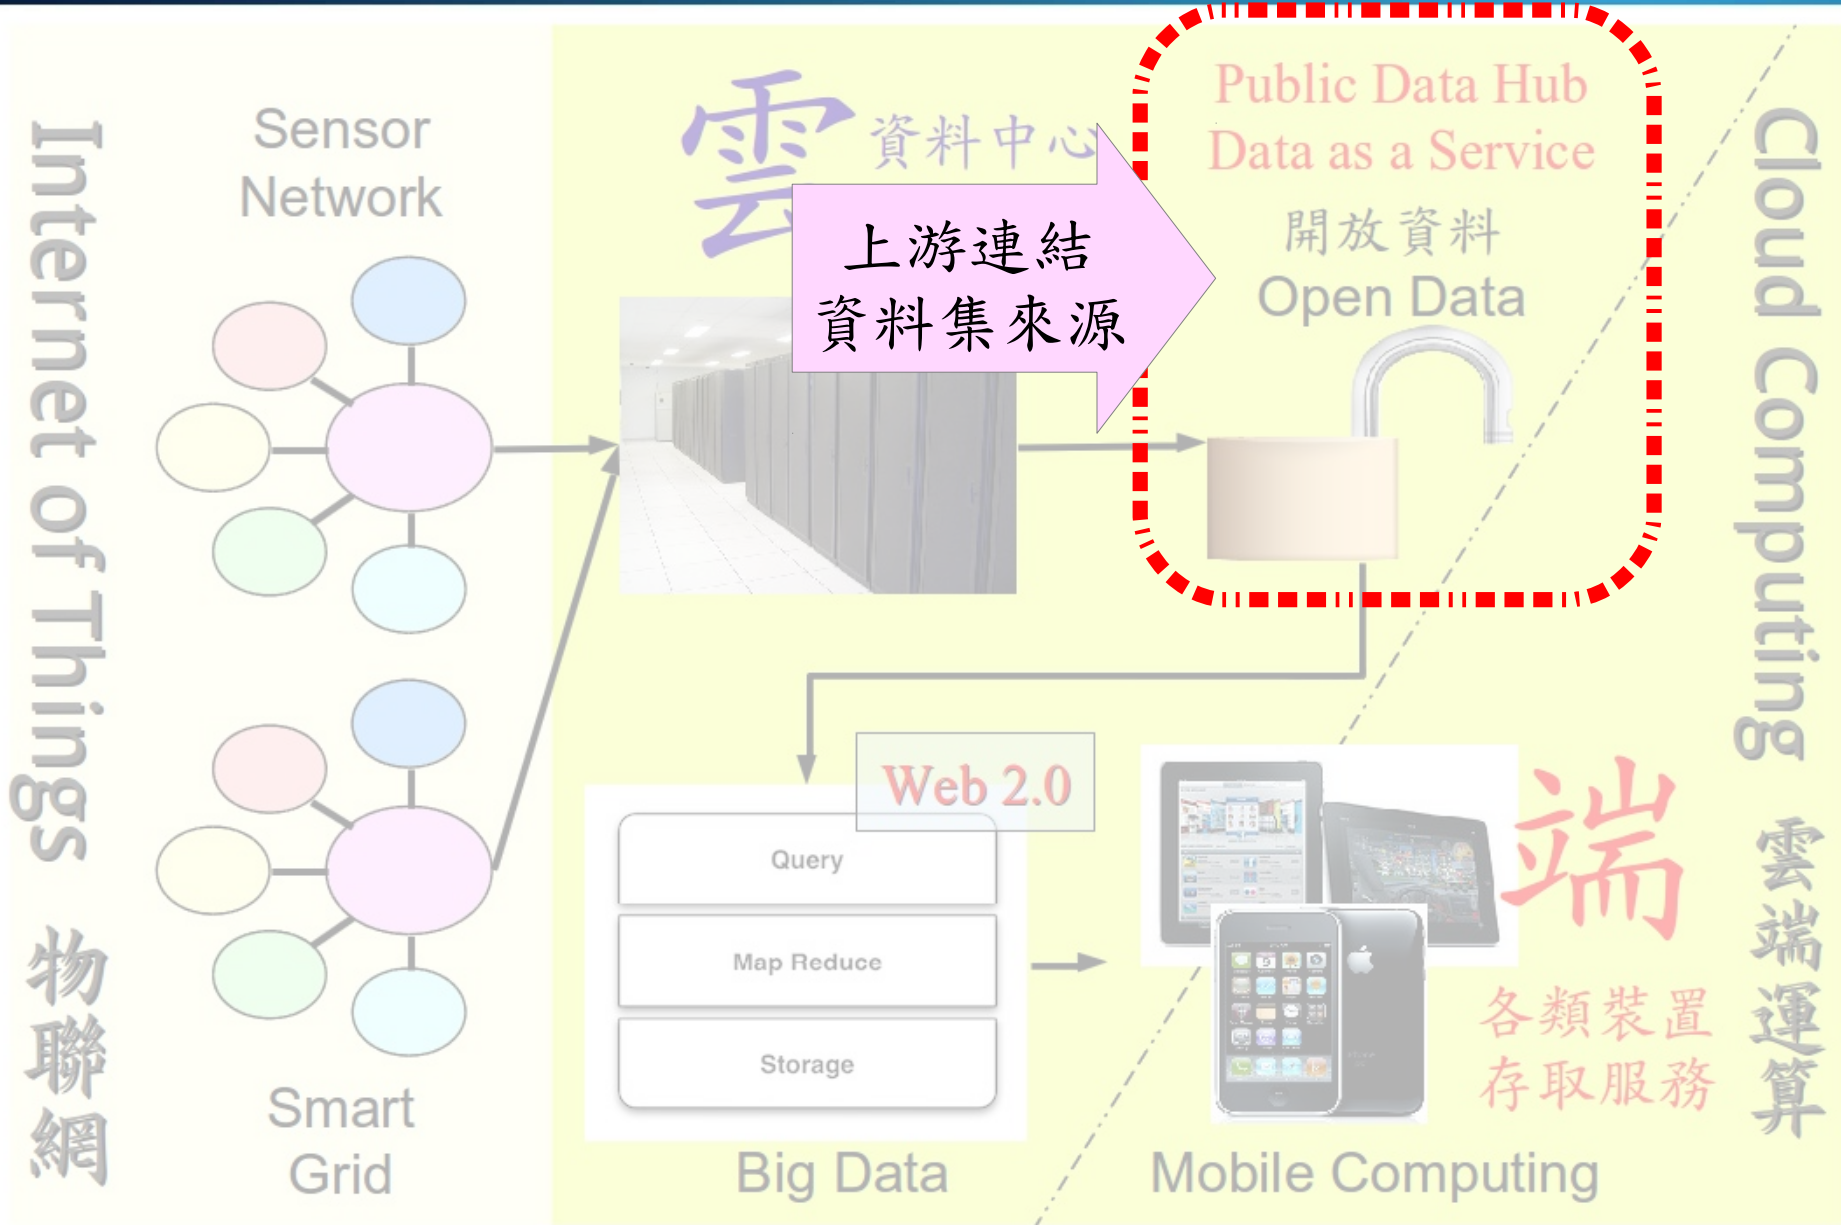 Internet of Things 物聯網
Sensor
Network
Smart
Grid
雲 資料中心
上游連結
資料集來源
Public Data Hub
Data as a Service
開放資料
Open Data
Web 2.0
Query
Map Reduce
Storage
Big Data
端
各類裝置
存取服務
Mobile Computing
Cloud Computing 雲端運算